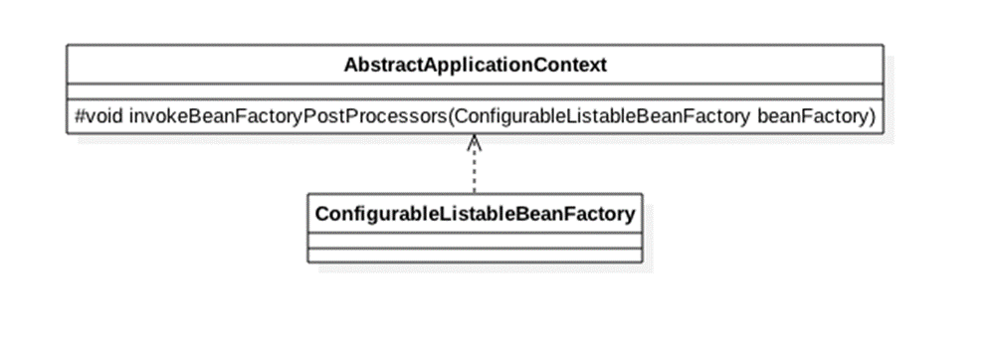 AbstractApplicationContext
#void invokeBeanFactoryPostProcessors(ConfigurableListableBeanFactory beanFactory)
ConfigurableListableBeanFactory